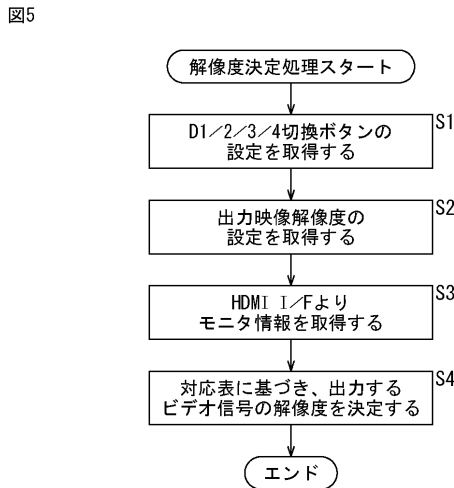 図5
解像度決定処理スタート
S1
D1／2／3／4切換ボタンの
設定を取得する
S2
出力映像解像度の
設定を取得する
S3
HDMI I/Fより
モニタ情報を取得する
S4
対応表に基づき、出力する
ビデオ信号の解像度を決定する
エンド